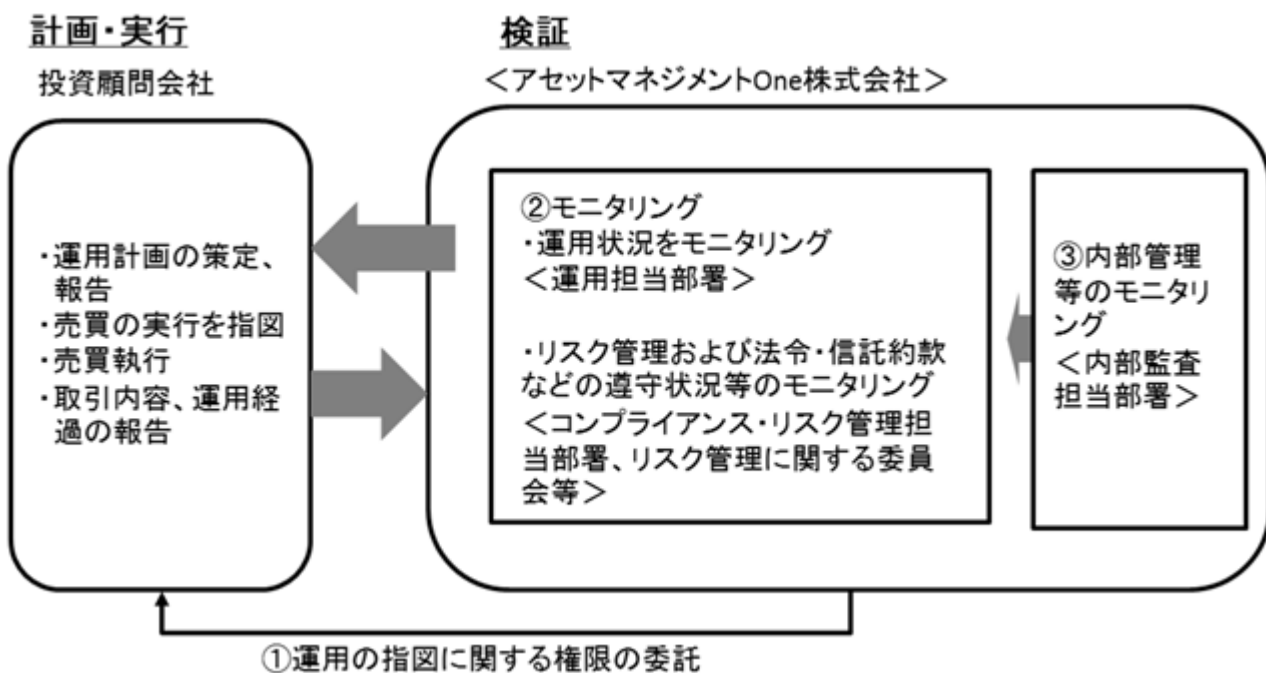 計画・実行
投資顧問会社
・運用計画の策定、
報告
・売買の実行を指図
・売買執行
・取引内容、運用経
過の報告
検証
＜アセットマネジメントOne株式会社＞
②モニタリング
・運用状況をモニタリング
＜運用担当部署＞
・リスク管理および法令・信託約款
などの遵守状況等のモニタリング
＜コンプライアンス・リスク管理担
当部署、リスク管理に関する委員
会等＞
③内部管理
等のモニタリ
ング
＜内部監査
担当部署＞
①運用の指図に関する権限の委託